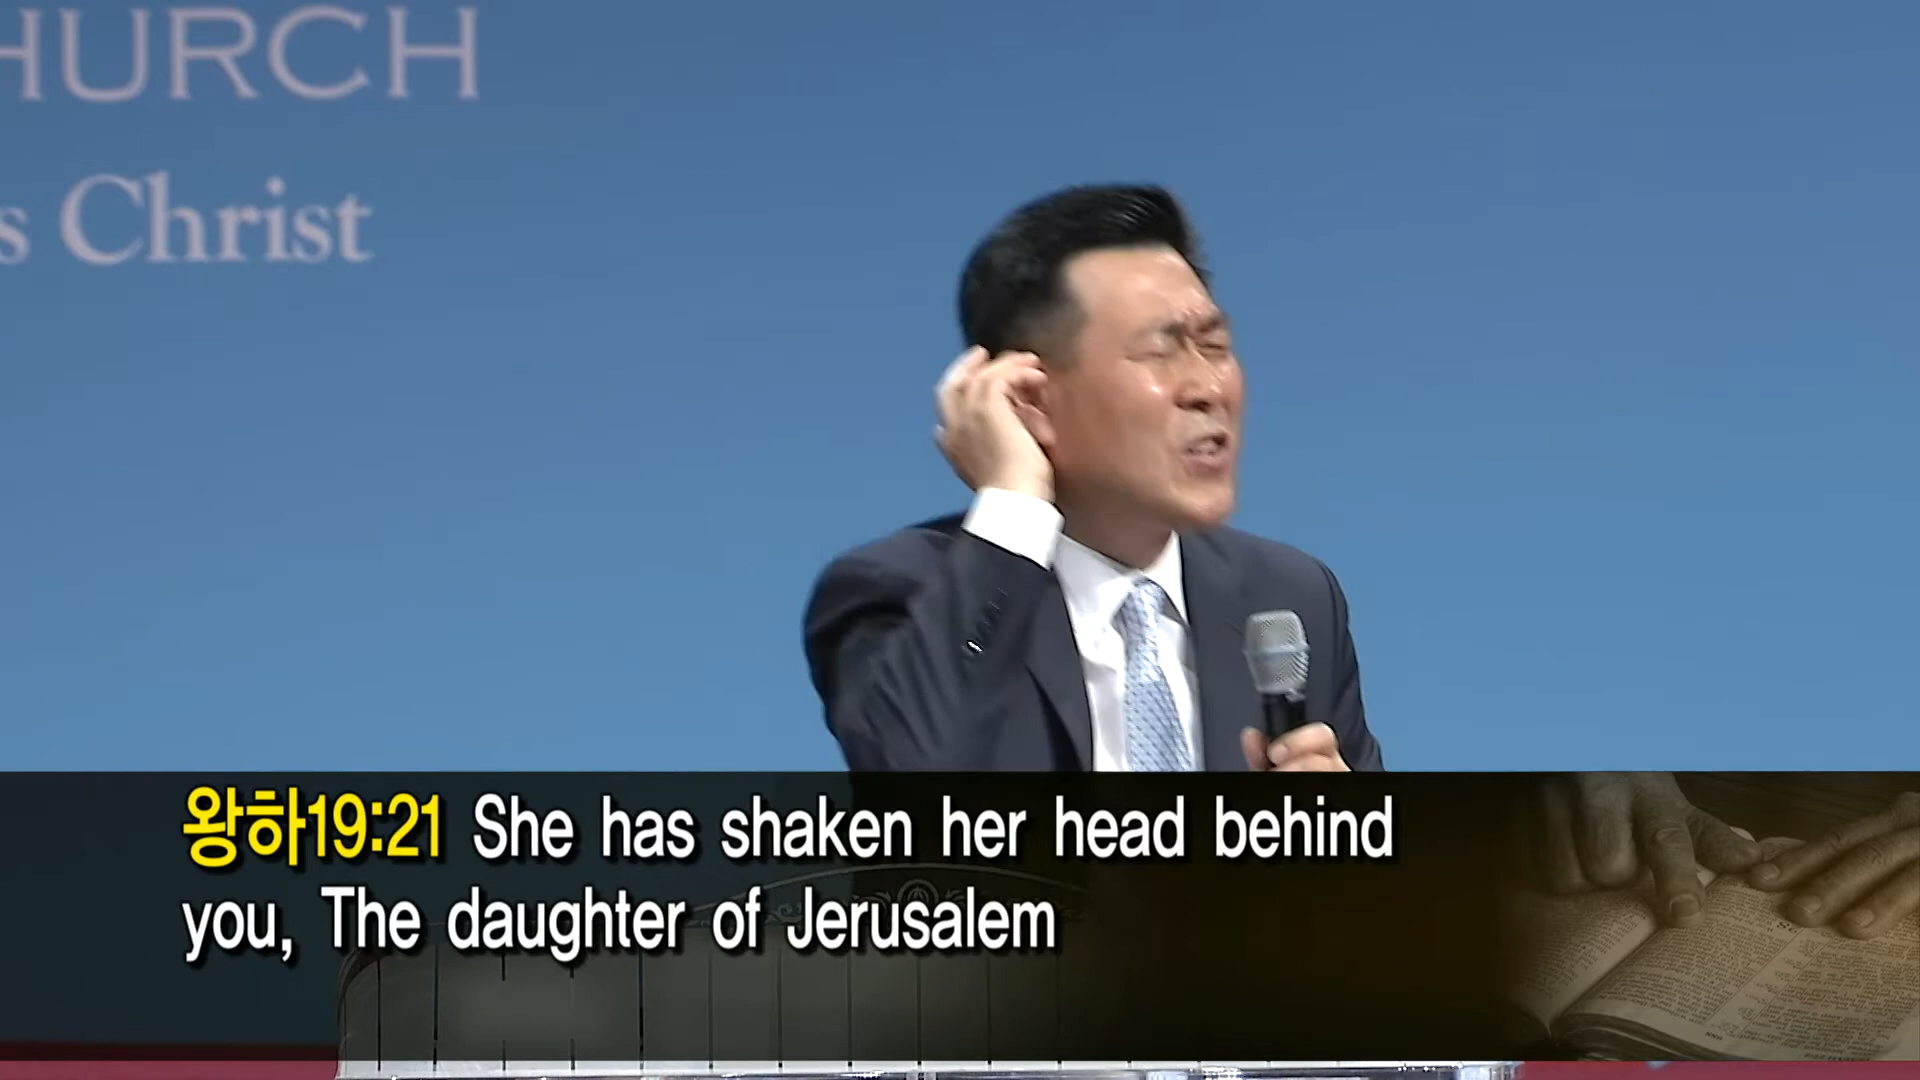 HURCH
s Christ
왕하19:21 She has shaken her head behind
you, The daughter of Jerusalem